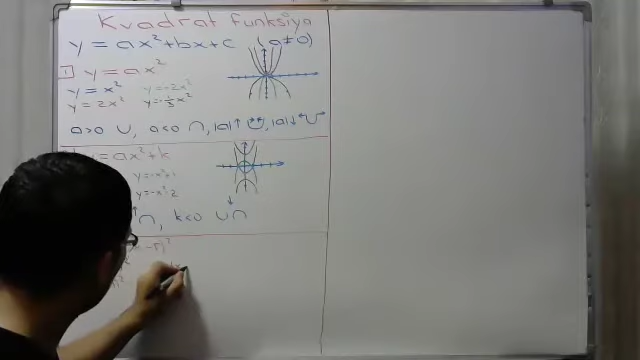 Kvadrat funksiya
y = ax² + bx + c (a ≠ 0)
1 y = ax²
y = x² y = -2x²
y = 2x² y = -½x²
a>0 ∪, a<0 ∩, |a|↑ ∪, |a|↓ ∪
y = ax² + k
y = -x² + 1
y = -x² - 2
∩, k<0 ∪∩